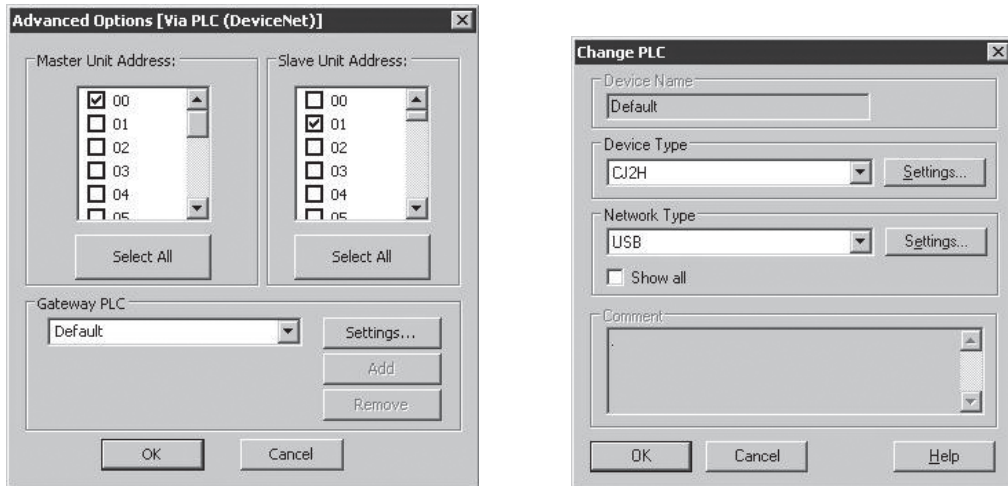 Advanced Options [Via PLC (DeviceNet)]
Master Unit Address:
00
01
02
03
04
05
Select All
Slave Unit Address:
00
01
02
03
04
05
Select All
Gateway PLC
Default
Settings...
Add
Remove
OK
Cancel
Change PLC
Device Name
Default
Device Type
CJ2H
Settings...
Network Type
USB
Settings...
Show all
Comment
.
OK
Cancel
Help